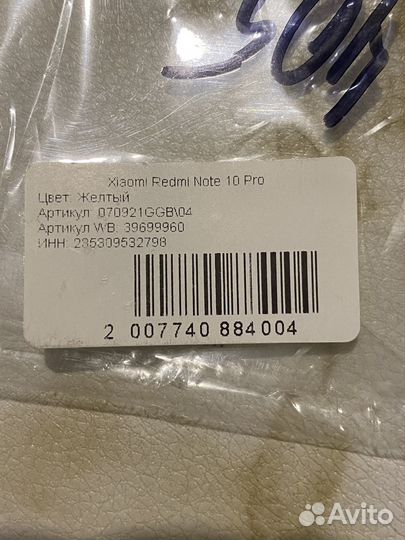 Xiaomi Redmi Note 10 Pro
Цвет: Желтый
Артикул: 070921GGB\04
Артикул WB: 39699960
ИНН: 235309532798
2 007740 884004
Avito